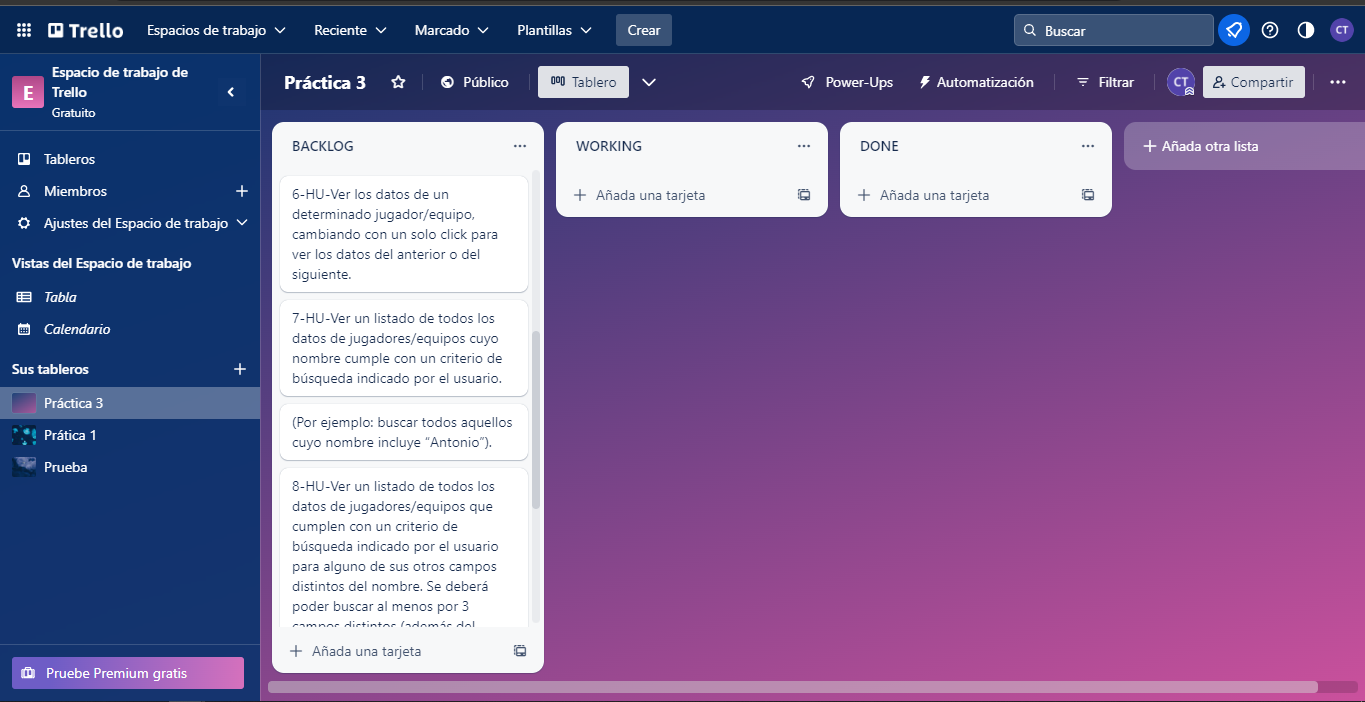 Trello
Espacios de trabajo
Reciente
Marcado
Plantillas
Crear
Buscar
CT
E
Espacio de trabajo de
Trello
Gratuito
Práctica 3
Público
Tablero
Power-Ups
Automatización
Filtrar
CT
Compartir
Tableros
Miembros
Ajustes del Espacio de trabajo
Vistas del Espacio de trabajo
Tabla
Calendario
Sus tableros
Práctica 3
Prática 1
Prueba
Pruebe Premium gratis
BACKLOG
6-HU-Ver los datos de un
determinado jugador/equipo,
cambiando con un solo click para
ver los datos del anterior o del
siguiente.
7-HU-Ver un listado de todos los
datos de jugadores/equipos cuyo
nombre cumple con un criterio de
búsqueda indicado por el usuario.
(Por ejemplo: buscar todos aquellos
cuyo nombre incluye “Antonio”).
8-HU-Ver un listado de todos los
datos de jugadores/equipos que
cumplen con un criterio de
búsqueda indicado por el usuario
para alguno de sus otros campos
distintos del nombre. Se deberá
poder buscar al menos por 3
campos distintos (además del
Añada una tarjeta
WORKING
Añada una tarjeta
DONE
Añada una tarjeta
Añada otra lista